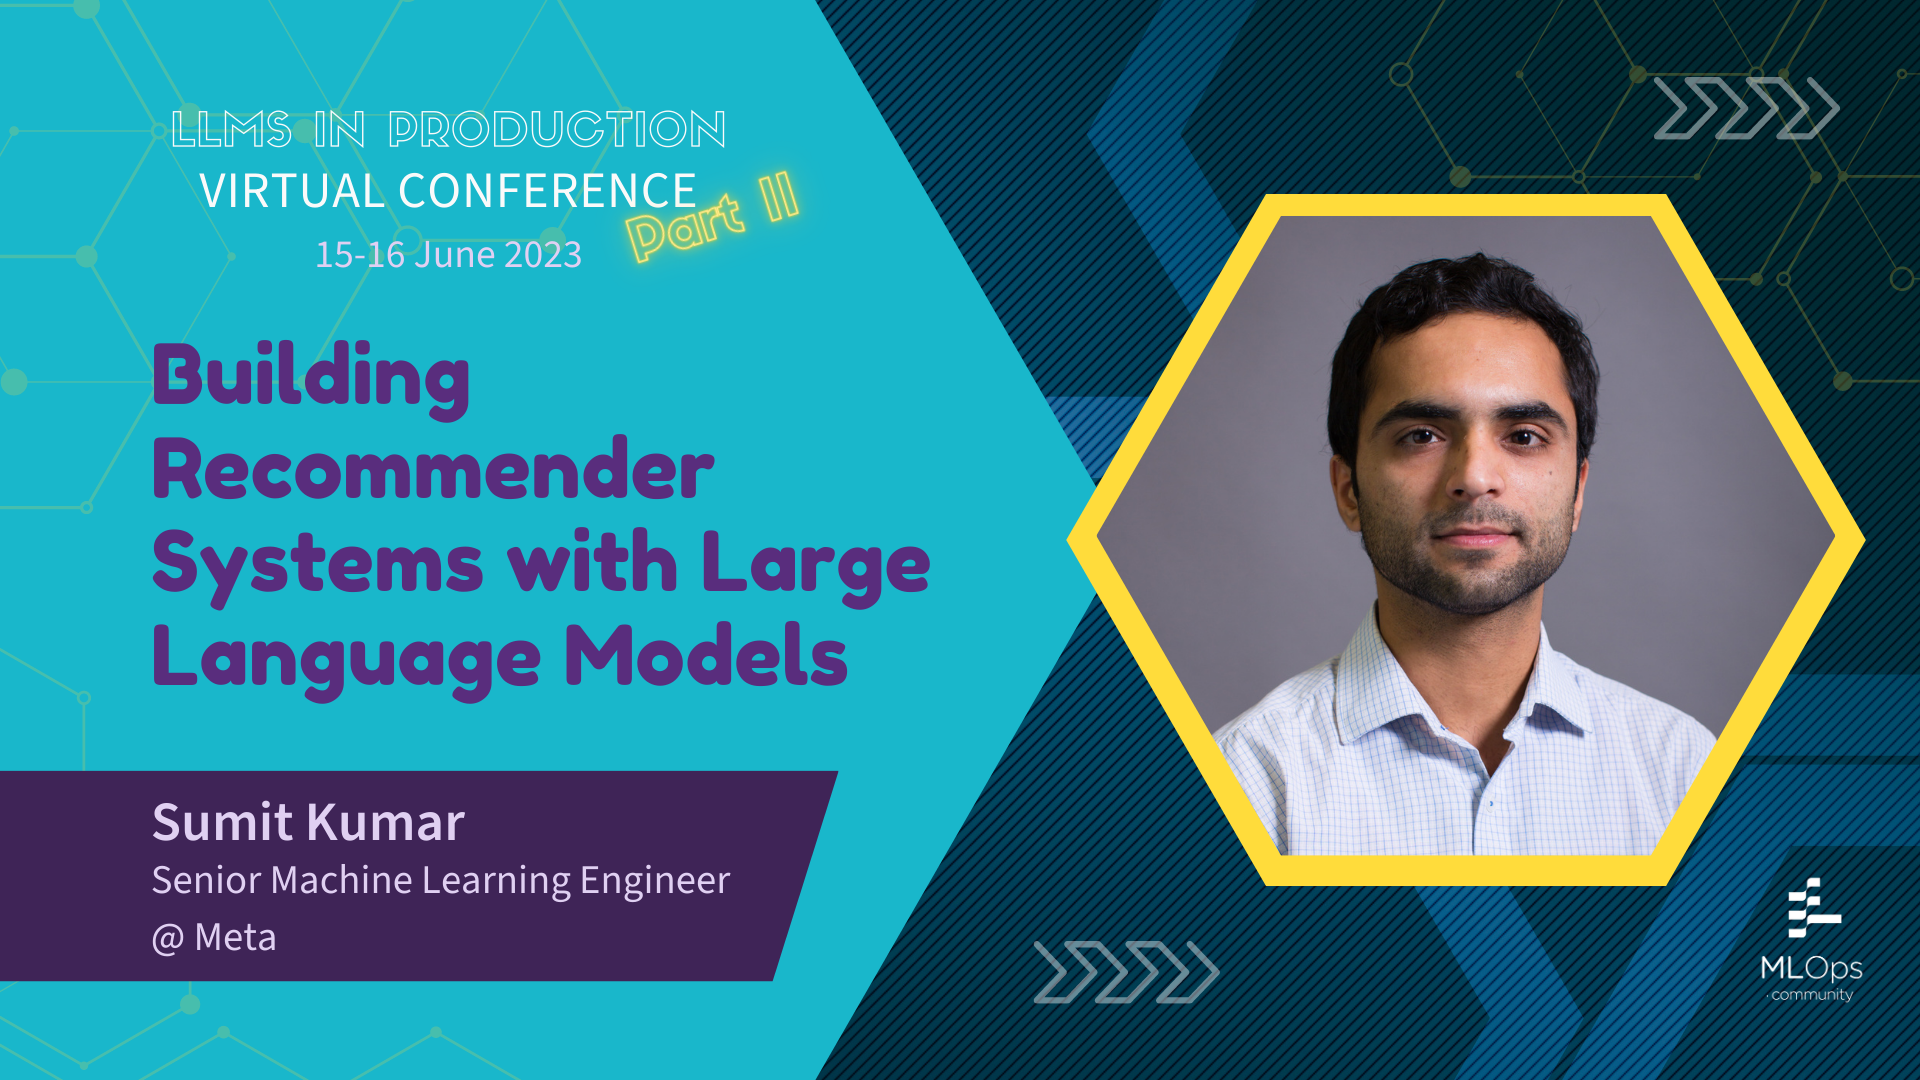 LLMS IN PRODUCTION
VIRTUAL CONFERENCE
Part II
15-16 June 2023
Building
Recommender
Systems with Large
Language Models
Sumit Kumar
Senior Machine Learning Engineer
@ Meta
MLOps
community